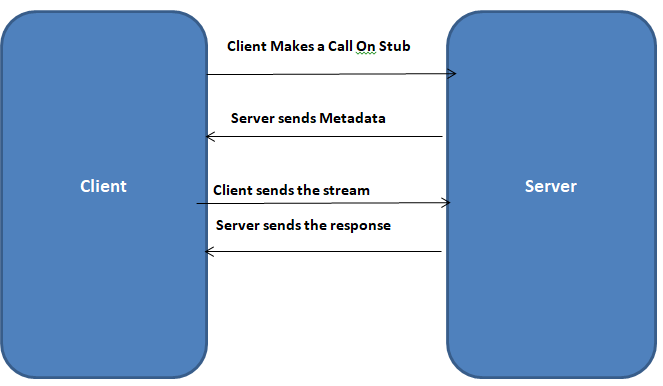 Client Makes a Call On Stub
Server sends Metadata
Client
Server
Client sends the stream
Server sends the response